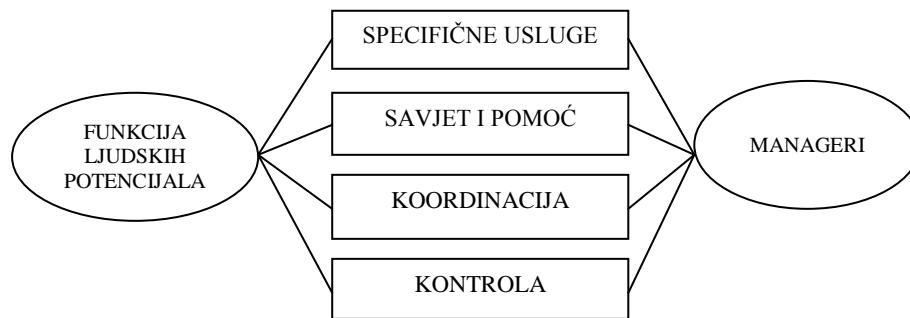 SPECIFIČNE USLUGE
FUNKCIJA
LJUDSKIH
POTENCIJALA
SAVJET I POMOĆ
KOORDINACIJA
KONTROLA
MANAGERI